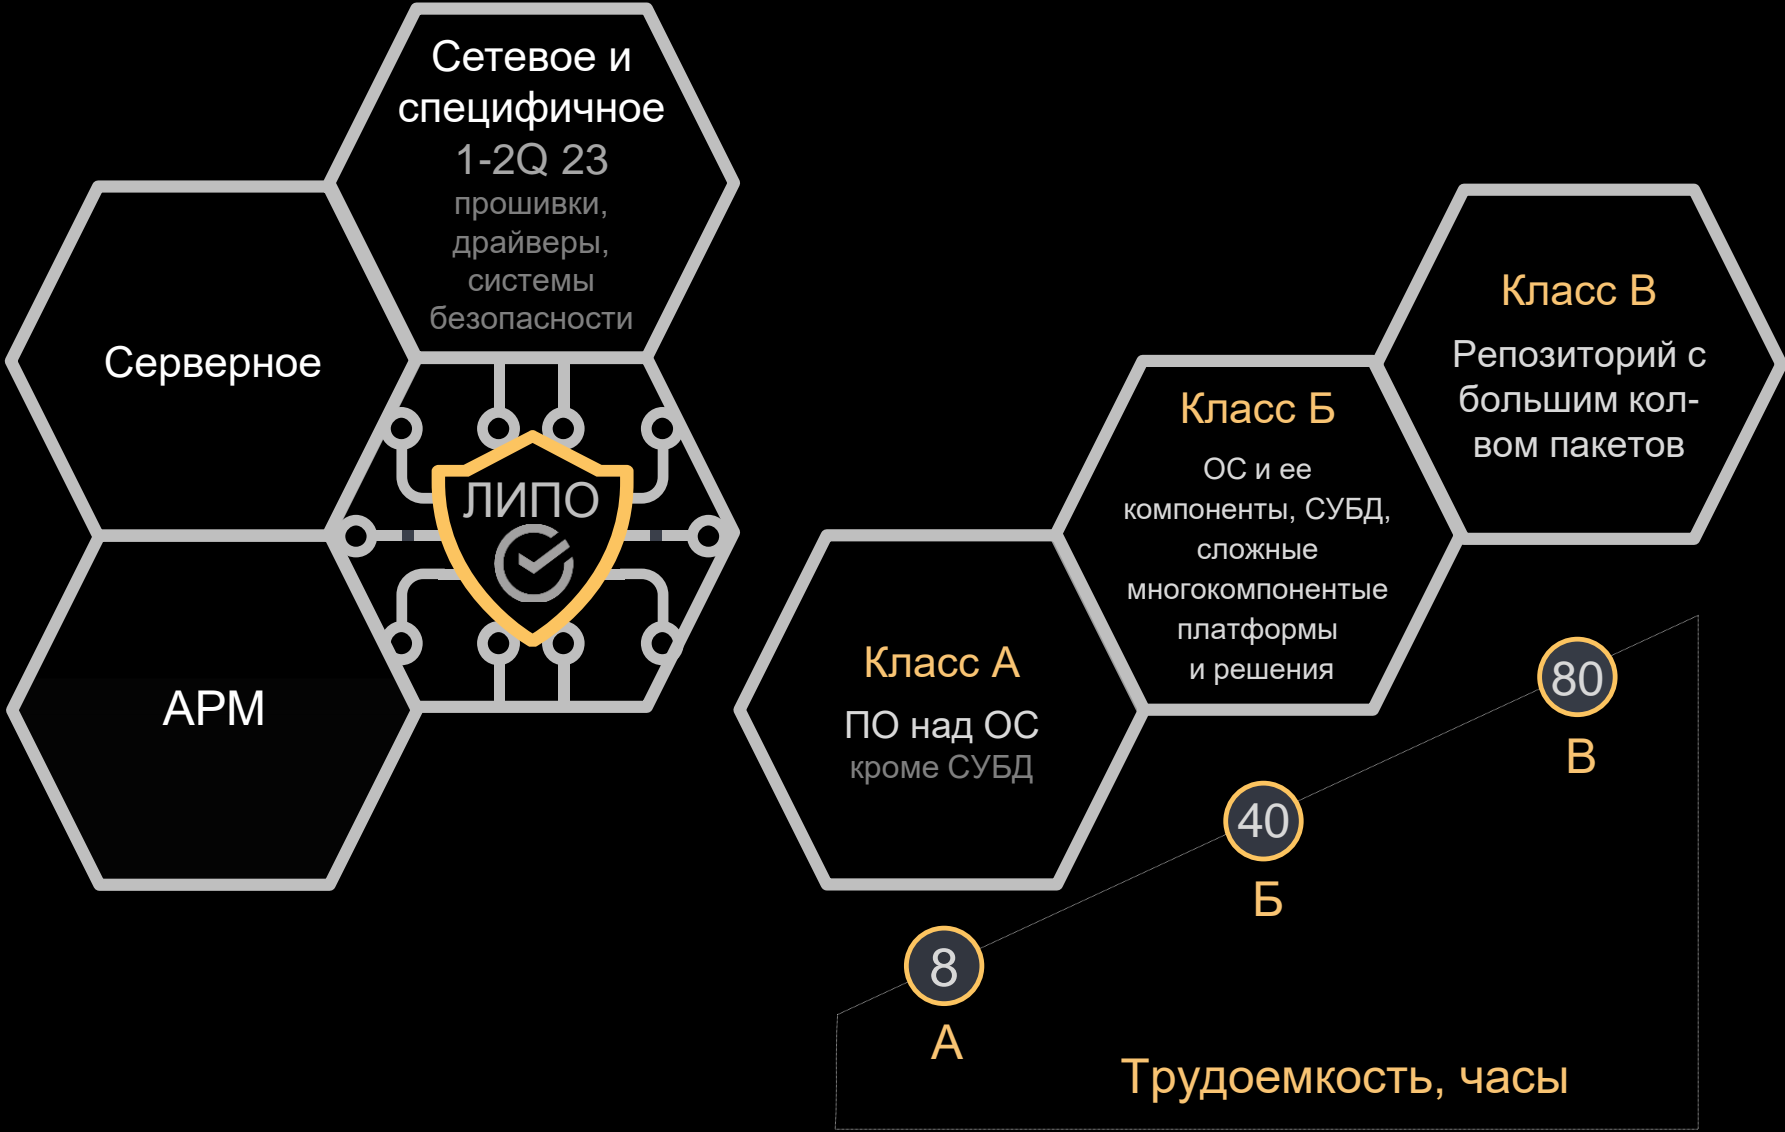 Сетевое и
специфичное
1-2Q 23
прошивки,
драйверы,
системы
безопасности
Серверное
ЛИПО
АРМ
Класс А
ПО над ОС
кроме СУБД
Класс Б
ОС и ее
компоненты, СУБД,
сложные
многокомпонентые
платформы
и решения
Класс В
Репозиторий с
большим кол-
вом пакетов
80
В
40
Б
8
А
Трудоемкость, часы